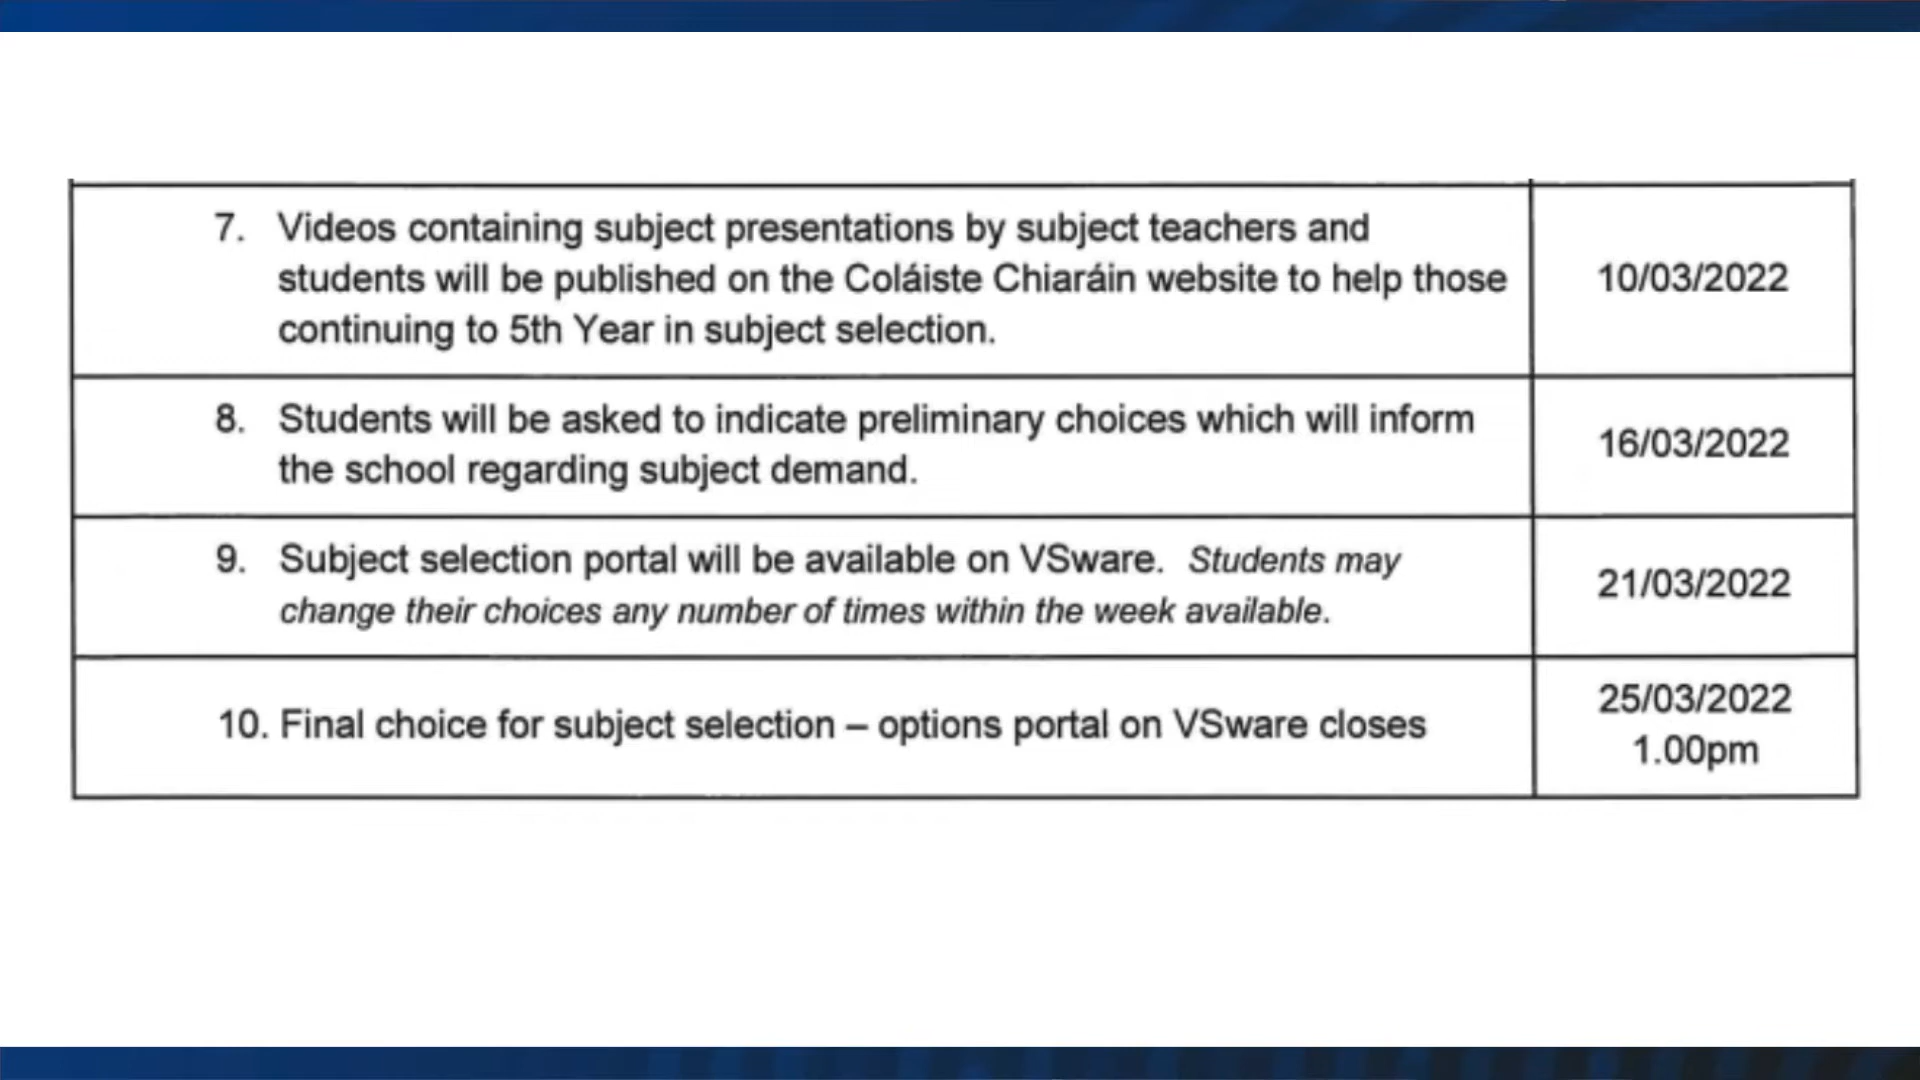 7. Videos containing subject presentations by subject teachers and
students will be published on the Coláiste Chiaráin website to help those
continuing to 5th Year in subject selection.
10/03/2022
8. Students will be asked to indicate preliminary choices which will inform
the school regarding subject demand.
16/03/2022
9. Subject selection portal will be available on VSware. Students may
change their choices any number of times within the week available.
21/03/2022
10. Final choice for subject selection – options portal on VSware closes
25/03/2022
1.00pm